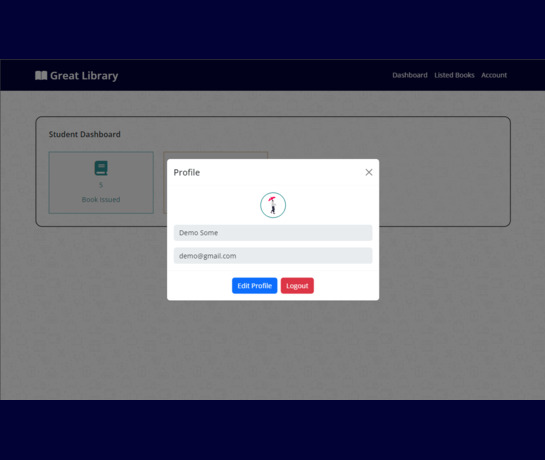 Great Library
Dashboard Listed Books Account
Student Dashboard
5
Book Issued
Profile
Demo Some
demo@gmail.com
Edit Profile Logout